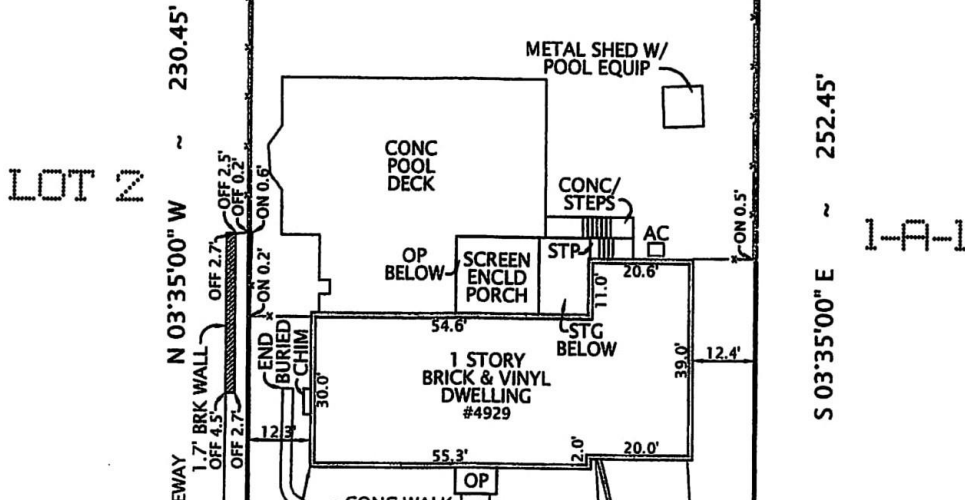 230.45'
~
N 03°35'00" W
LOT 2
METAL SHED W/
POOL EQUIP
252.45'
~
S 03°35'00" E
1-A-1
CONC
POOL
DECK
OFF 2.5'
OFF 0.2'
ON 0.6'
OFF 2.7'
ON 0.2'
CONC/
STEPS
AC
ON 0.5'
OP
BELOW
SCREEN
ENCLD
PORCH
STP
20.6'
11.0'
STG
BELOW
54.6'
1 STORY
BRICK & VINYL
DWELLING
#4929
30.0'
39.0'
12.4'
END
BURIED
CHIM
1.7' BRK WALL
OFF 4.5'
OFF 2.7'
12.3'
55.3'
2.0'
20.0'
OP
CONC WALK
EWAY